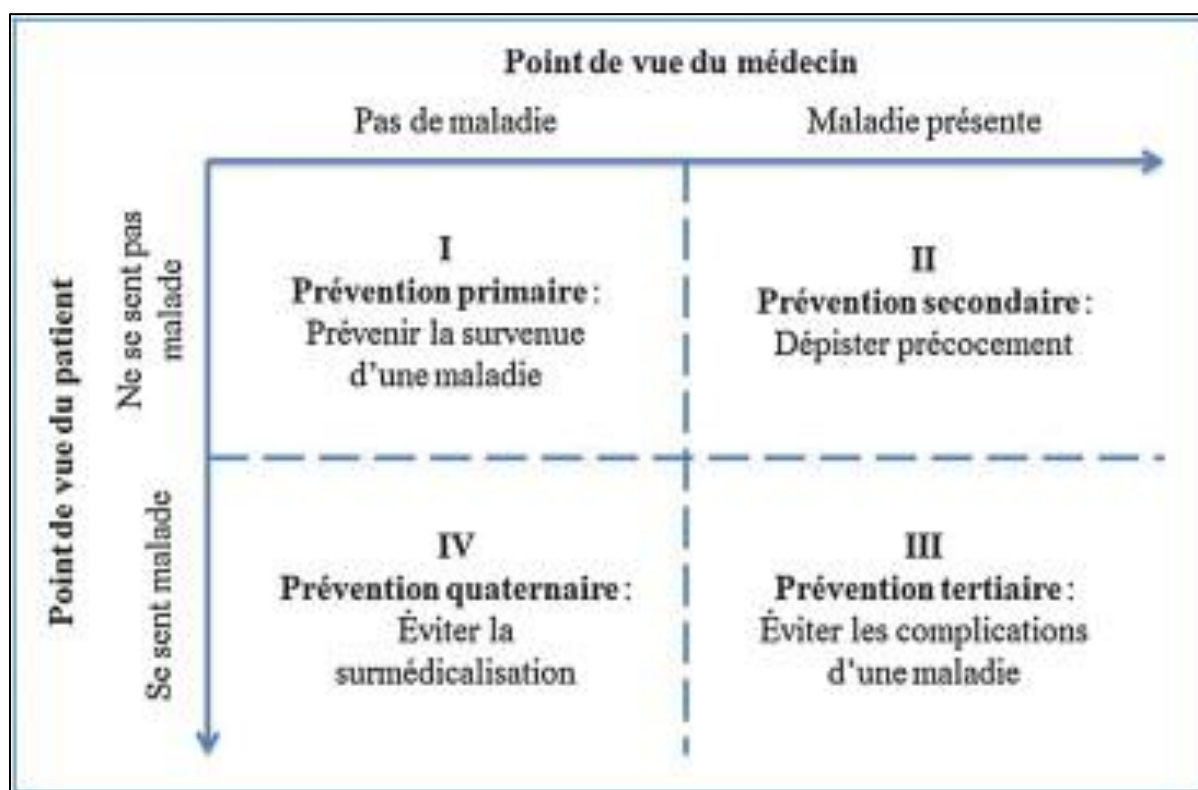 Point de vue du médecin
Pas de maladie
Maladie présente
Point de vue du patient
Ne se sent pas
malade
I
Prévention primaire :
Prévenir la survenue
d’une maladie
II
Prévention secondaire :
Dépister précocement
Se sent malade
IV
Prévention quaternaire :
Éviter la
surmédicalisation
III
Prévention tertiaire :
Éviter les complications
d’une maladie